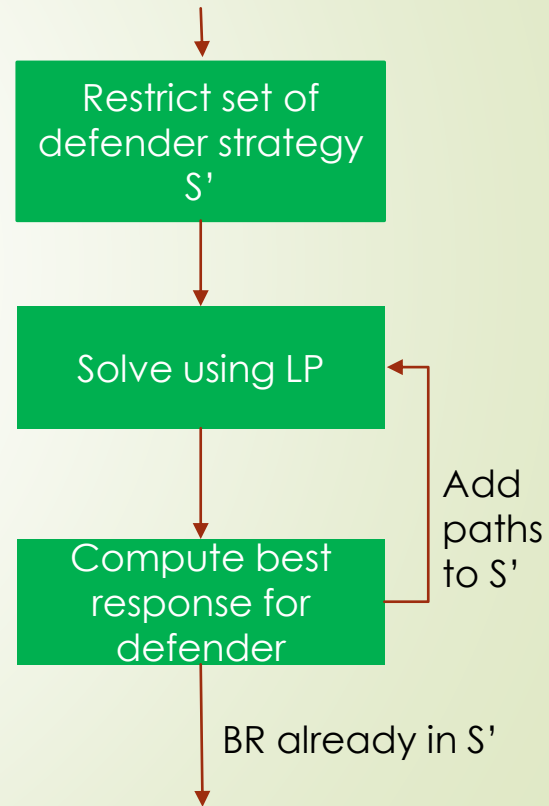 Restrict set of
defender strategy
S’
Solve using LP
Add
paths
to S’
Compute best
response for
defender
BR already in S’